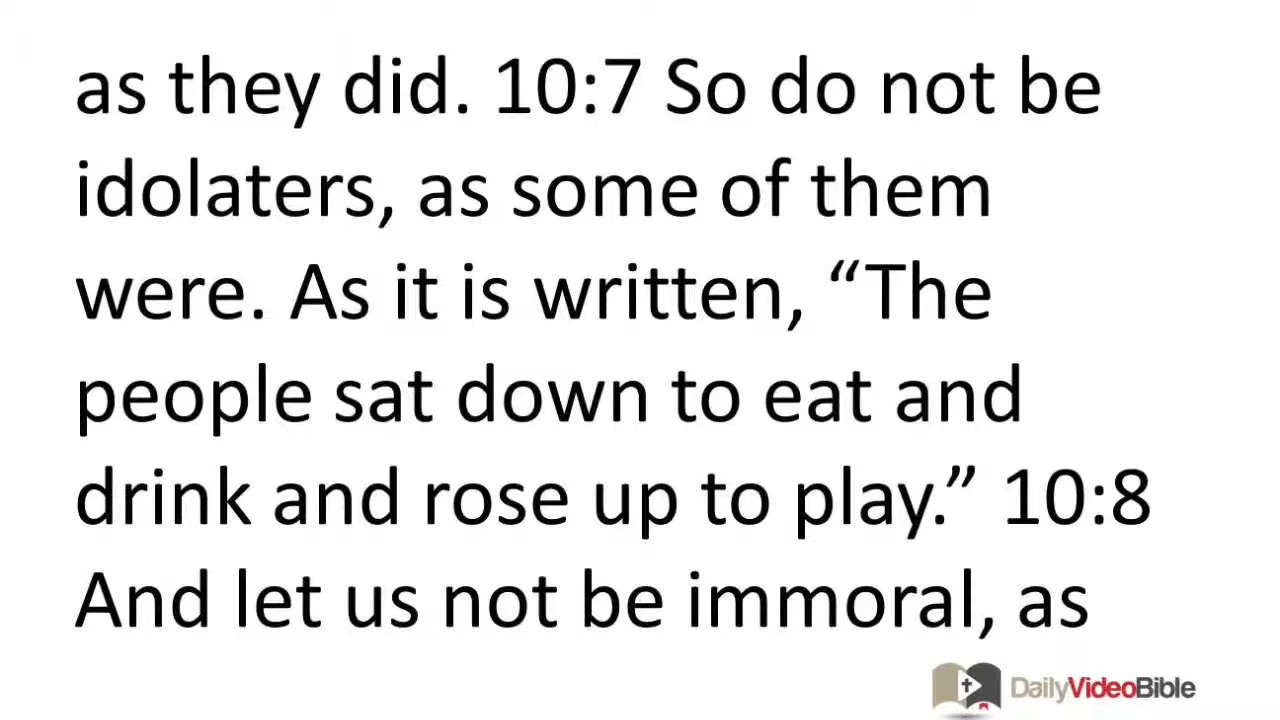 as they did. 10:7 So do not be
idolaters, as some of them
were. As it is written, “The
people sat down to eat and
drink and rose up to play.” 10:8
And let us not be immoral, as
DailyVideoBible